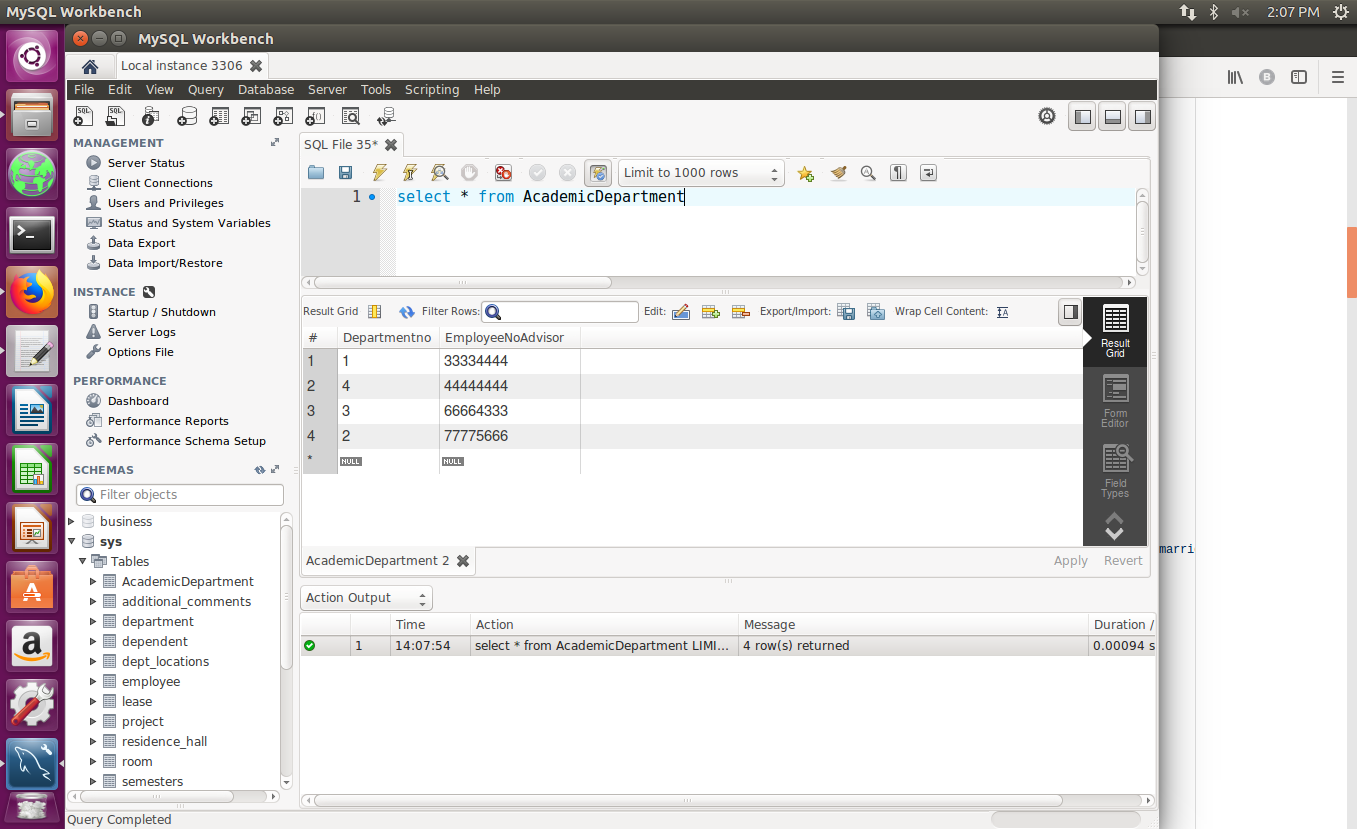 MySQL Workbench
2:07 PM
MySQL Workbench
Local instance 3306
File Edit View Query Database Server Tools Scripting Help
MANAGEMENT
Server Status
Client Connections
Users and Privileges
Status and System Variables
Data Export
Data Import/Restore
INSTANCE
Startup / Shutdown
Server Logs
Options File
PERFORMANCE
Dashboard
Performance Reports
Performance Schema Setup
SCHEMAS
Filter objects
business
sys
Tables
AcademicDepartment
additional_comments
department
dependent
dept_locations
employee
lease
project
residence_hall
room
semesters
SQL File 35*
Limit to 1000 rows
1 select * from AcademicDepartment
Result Grid Filter Rows: Edit: Export/Import: Wrap Cell Content:
# Departmentno EmployeeNoAdvisor
1 1 33334444
2 4 44444444
3 3 66664333
4 2 77775666
* NULL NULL
Result
Grid
Form
Editor
Field
Types
AcademicDepartment 2 Apply Revert
Action Output
Time Action Message Duration /
1 14:07:54 select * from AcademicDepartment LIMI... 4 row(s) returned 0.00094 s
Query Completed
marri